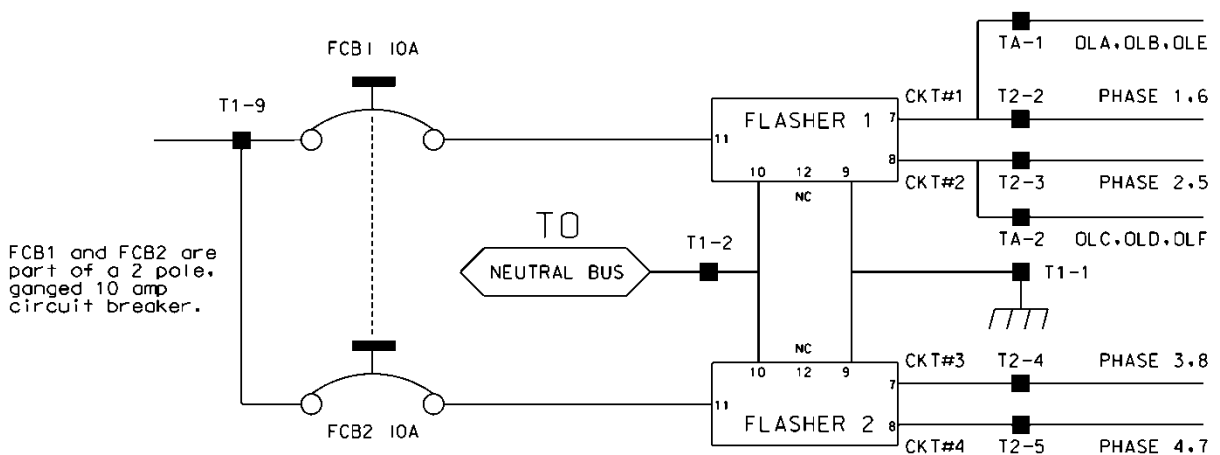 FCB1 10A
T1-9
FCB1 and FCB2 are
part of a 2 pole,
ganged 10 amp
circuit breaker.
FCB2 10A
TO
NEUTRAL BUS
T1-2
11 FLASHER 1 7
8
10 12 9
NC
NC
10 12 9
7
11 FLASHER 2 8
TA-1 OLA,OLB,OLE
CKT#1 T2-2 PHASE 1,6
CKT#2 T2-3 PHASE 2,5
TA-2 OLC,OLD,OLF
T1-1
CKT#3 T2-4 PHASE 3,8
CKT#4 T2-5 PHASE 4,7